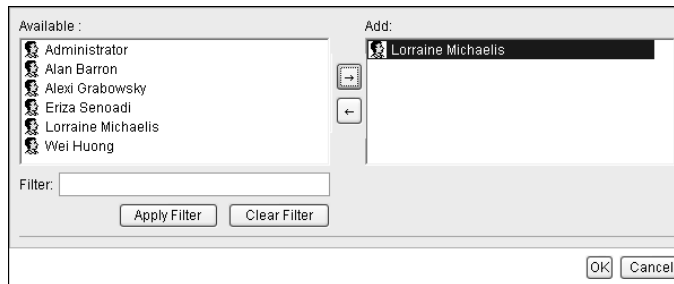 Available :
Administrator
Alan Barron
Alexi Grabowsky
Eriza Senoadi
Lorraine Michaelis
Wei Huong
Add:
Lorraine Michaelis
Filter:
Apply Filter
Clear Filter
OK
Cancel